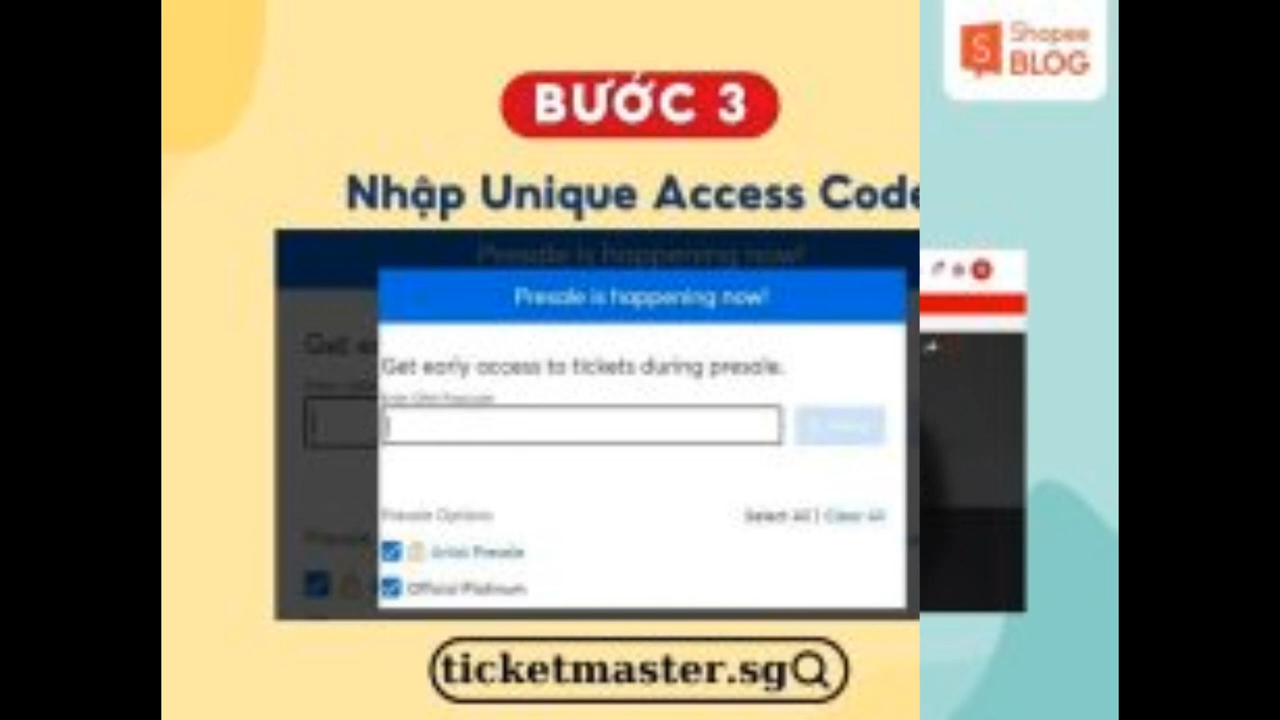 Shopee
BLOG
BƯỚC 3
Nhập Unique Access Code
Presale is happening now!
Presale is happening now!
Get early access to tickets during presale.
Presale Options
Select All | Clear All
Artist Presale
Official Platinum
ticketmaster.sg